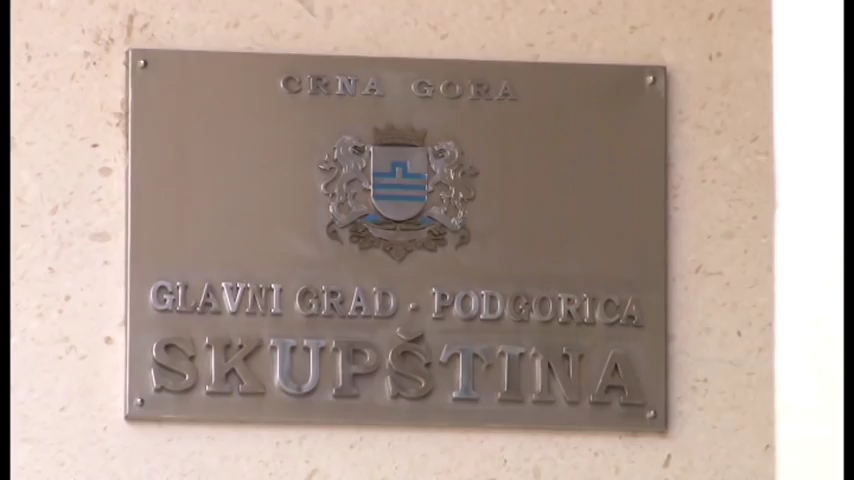 CRNA GORA
GLAVNI GRAD - PODGORICA
SKUPŠTINA